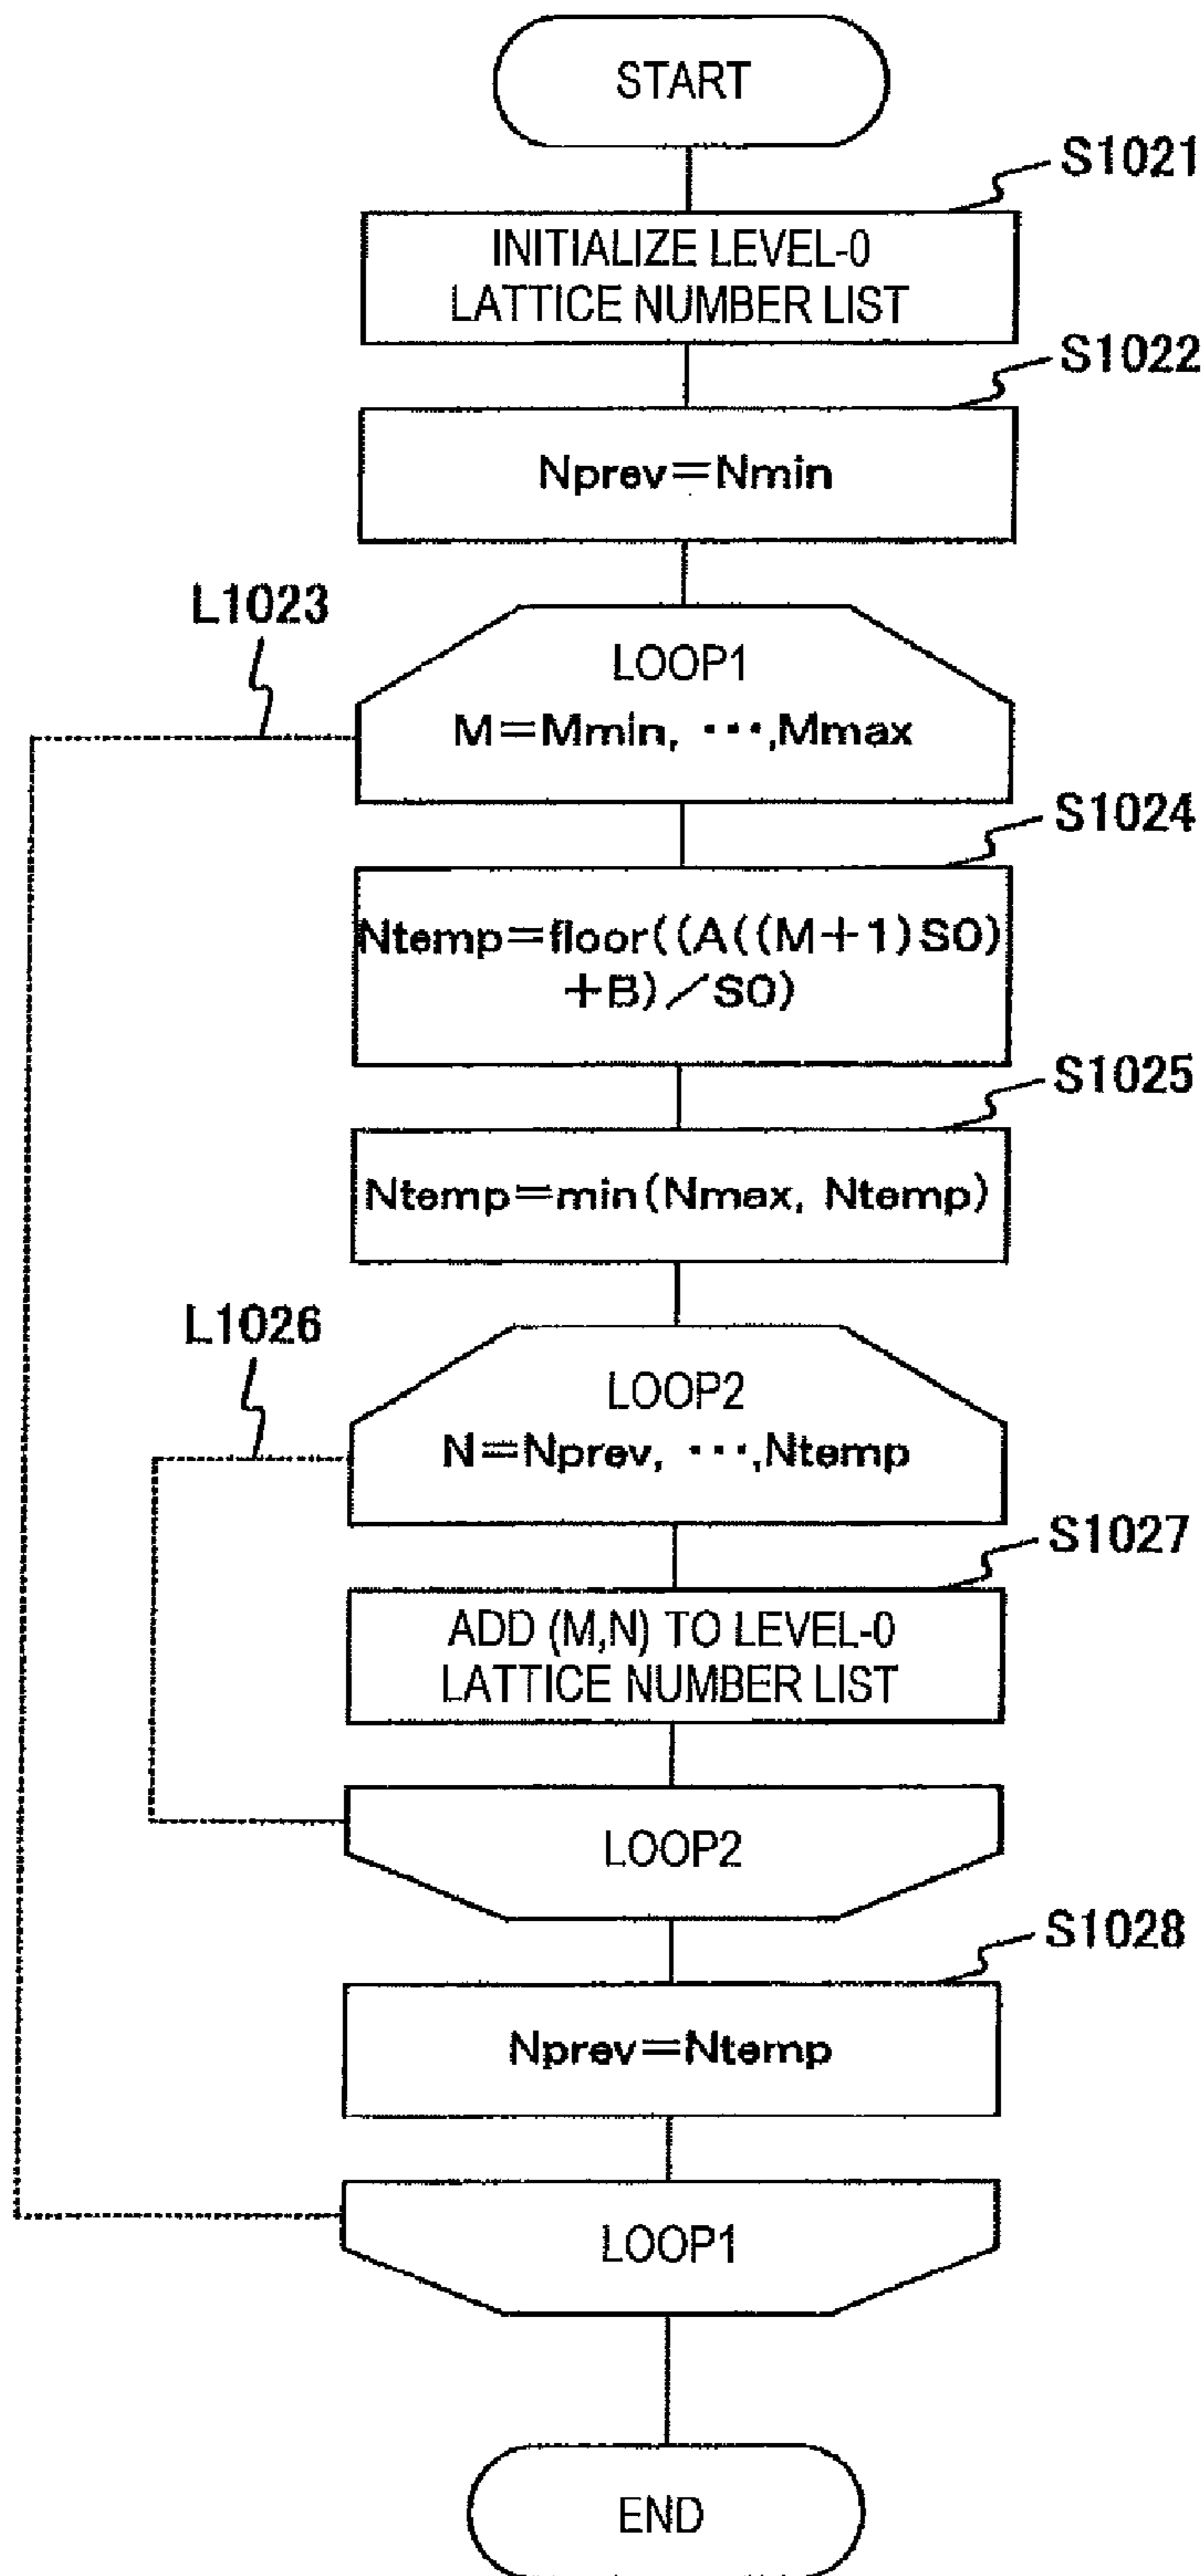 START
S1021
INITIALIZE LEVEL-0
LATTICE NUMBER LIST
S1022
Nprev=Nmin
L1023
LOOP1
M=Mmin, ･･･,Mmax
S1024
Ntemp=floor((A((M+1)S0)
+B)／S0)
S1025
Ntemp=min(Nmax, Ntemp)
L1026
LOOP2
N=Nprev, ･･･,Ntemp
S1027
ADD (M,N) TO LEVEL-0
LATTICE NUMBER LIST
LOOP2
S1028
Nprev=Ntemp
LOOP1
END